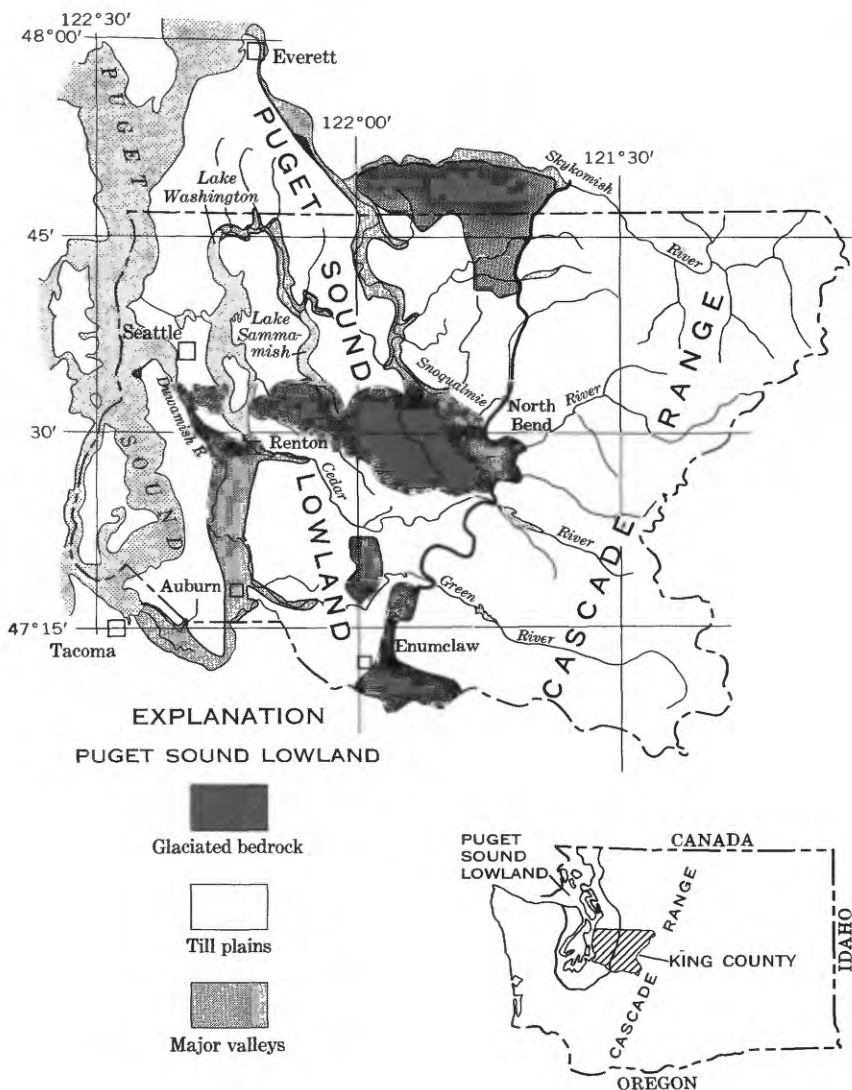 122°30'
48°00'
Everett
PUGET
SOUND
PUGET
SOUND
LOWLAND
122°00'
121°30'
Skykomish
River
Lake
Washington
45'
Seattle
Lake
Samma-
mish
Snoqualmie
River
North
Bend
RANGE
CASCADE
Duwamish R
30'
Renton
Cedar
River
Auburn
Green
River
47°15'
Tacoma
Enumclaw
EXPLANATION
PUGET SOUND LOWLAND
Glaciated bedrock
Till plains
Major valleys
PUGET
SOUND
LOWLAND
CANADA
CASCADE RANGE
KING COUNTY
IDAHO
OREGON